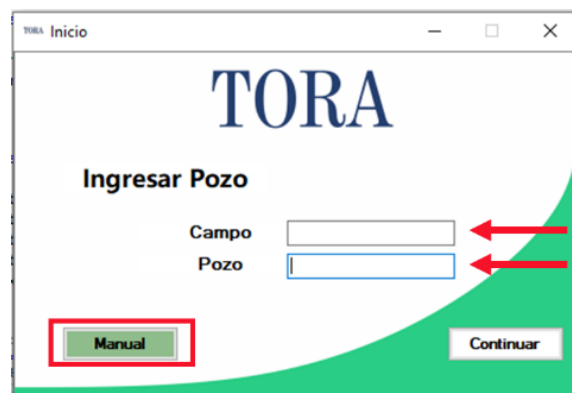 TORA Inicio
TORA
Ingresar Pozo
Campo
Pozo
Manual
Continuar